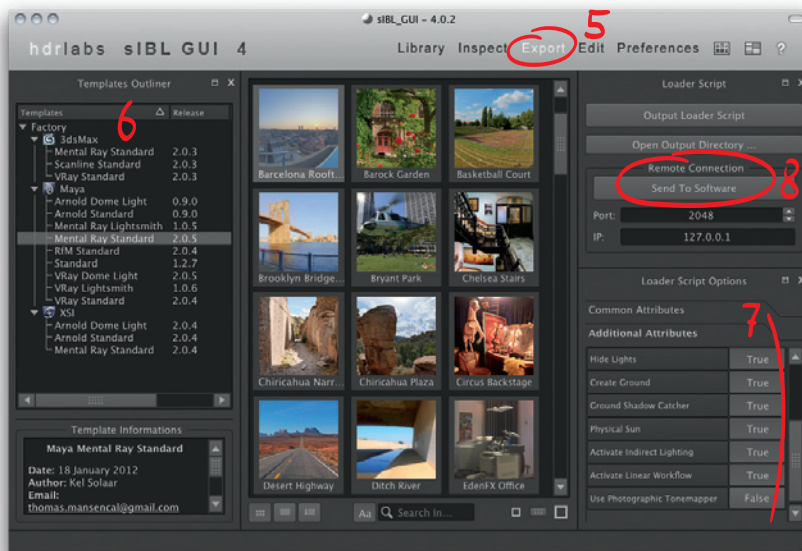 sIBL_GUI - 4.0.2
hdrlabs sIBL GUI 4
Library Inspect Export Edit Preferences ?
5
Templates Outliner
Templates Release
6
Factory
3dsMax
Mental Ray Standard 2.0.3
Scanline Standard 2.0.3
VRay Standard 2.0.3
Maya
Arnold Dome Light 0.9.0
Arnold Standard 0.9.0
Mental Ray Lightsmith 1.0.5
Mental Ray Standard 2.0.5
RfM Standard 2.0.4
Standard 1.2.7
VRay Dome Light 2.0.5
VRay Lightsmith 1.0.6
VRay Standard 2.0.4
XSI
Arnold Dome Light 2.0.4
Arnold Standard 2.0.4
Mental Ray Standard 2.0.4
Template Informations
Maya Mental Ray Standard
Date: 18 January 2012
Author: Kel Solaar
Email:
thomas.mansencal@gmail.com
Barcelona Rooft...
Barock Garden
Basketball Court
Brooklyn Bridge...
Bryant Park
Chelsea Stairs
Chiricahua Narr...
Chiricahua Plaza
Circus Backstage
Desert Highway
Ditch River
EdenFX Office
Aa Search In...
Loader Script
Output Loader Script
Open Output Directory ...
Remote Connection
Send To Software
8
Port: 2048
IP: 127.0.0.1
Loader Script Options
Common Attributes
Additional Attributes
7
Hide Lights True
Create Ground True
Ground Shadow Catcher True
Physical Sun True
Activate Indirect Lighting True
Activate Linear Workflow True
Use Photographic Tonemapper False